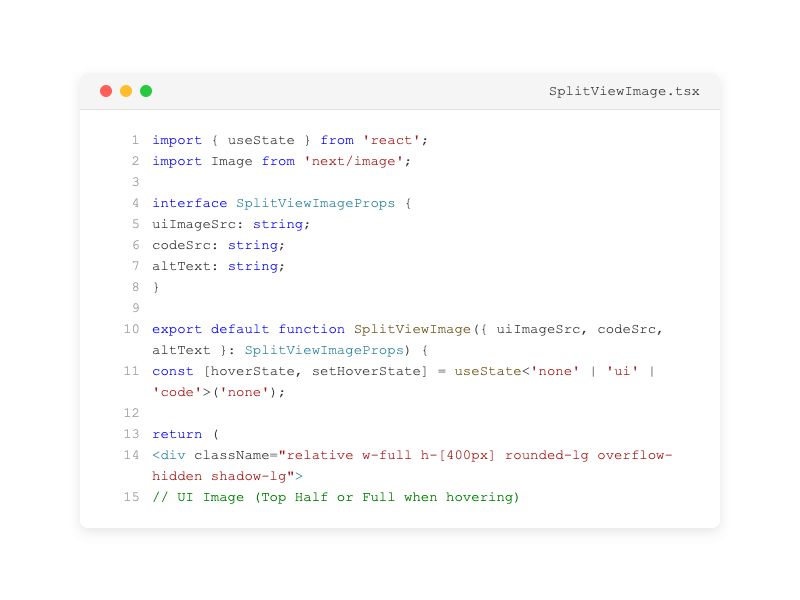 SplitViewImage.tsx
1 import { useState } from 'react';
2 import Image from 'next/image';
3
4 interface SplitViewImageProps {
5 uiImageSrc: string;
6 codeSrc: string;
7 altText: string;
8 }
9
10 export default function SplitViewImage({ uiImageSrc, codeSrc,
altText }: SplitViewImageProps) {
11 const [hoverState, setHoverState] = useState<'none' | 'ui' |
'code'>('none');
12
13 return (
14 <div className="relative w-full h-[400px] rounded-lg overflow-
hidden shadow-lg">
15 // UI Image (Top Half or Full when hovering)